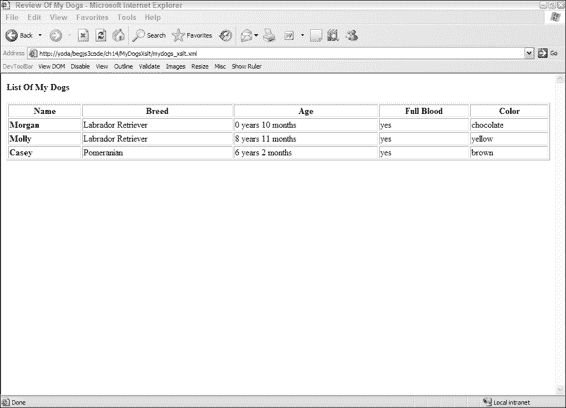 Review Of My Dogs - Microsoft Internet Explorer
File Edit View Favorites Tools Help
Back Search Favorites
Address http://yoda/begjs3code/ch14/MyDogsXslt/mydogs_xslt.xml Go
DevToolBar View DOM Disable View Outline Validate Images Resize Misc Show Ruler
List Of My Dogs
Name Breed Age Full Blood Color
Morgan Labrador Retriever 0 years 10 months yes chocolate
Molly Labrador Retriever 8 years 11 months yes yellow
Casey Pomeranian 6 years 2 months yes brown
Done Local intranet